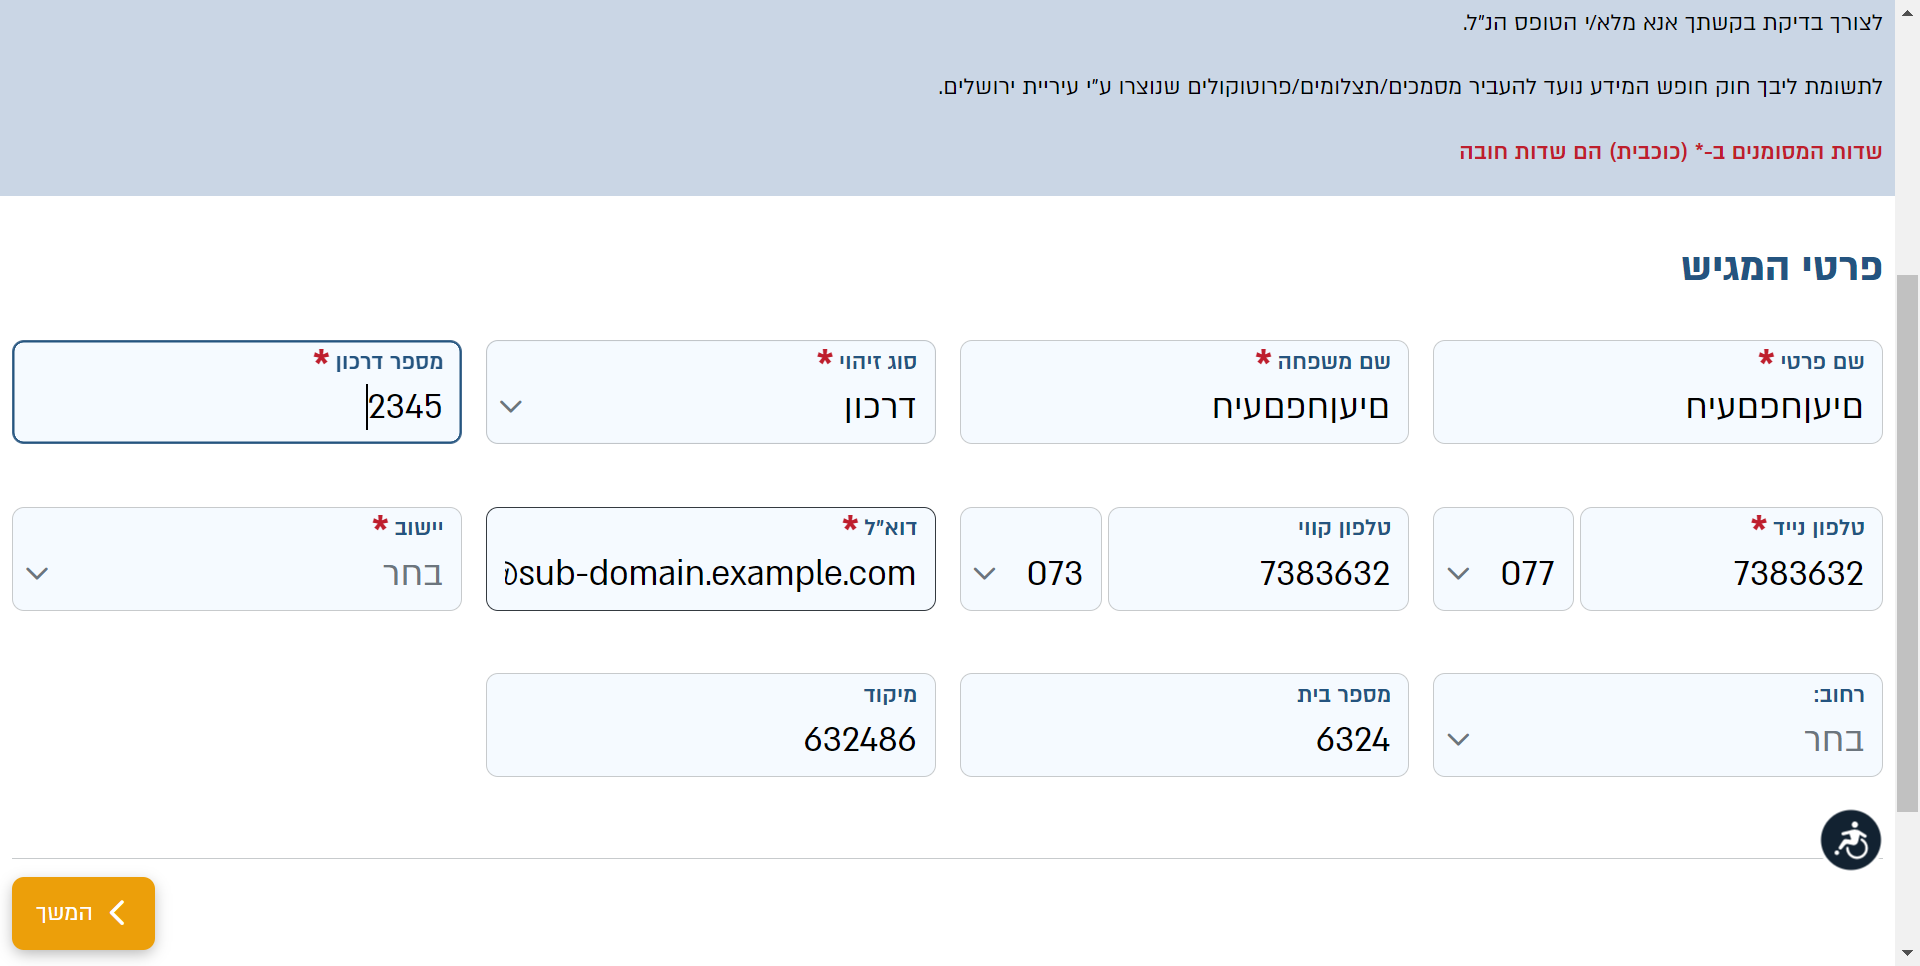 לצורך בדיקת בקשתך אנא מלא/י הטופס הנ"ל.
לתשומת ליבך חוק חופש המידע נועד להעביר מסמכים/תצלומים/פרוטוקולים שנוצרו ע"י עיריית ירושלים.
שדות המסומנים ב-* (כוכבית) הם שדות חובה
פרטי המגיש
שם פרטי *
םיעןחפםעיח
שם משפחה *
םיעןחפםעיח
סוג זיהוי *
דרכון
מספר דרכון *
2345
טלפון נייד *
7383632
077
טלפון קווי
7383632
073
דוא"ל *
@sub-domain.example.com
יישוב *
בחר
רחוב:
בחר
מספר בית
6324
מיקוד
632486
המשך